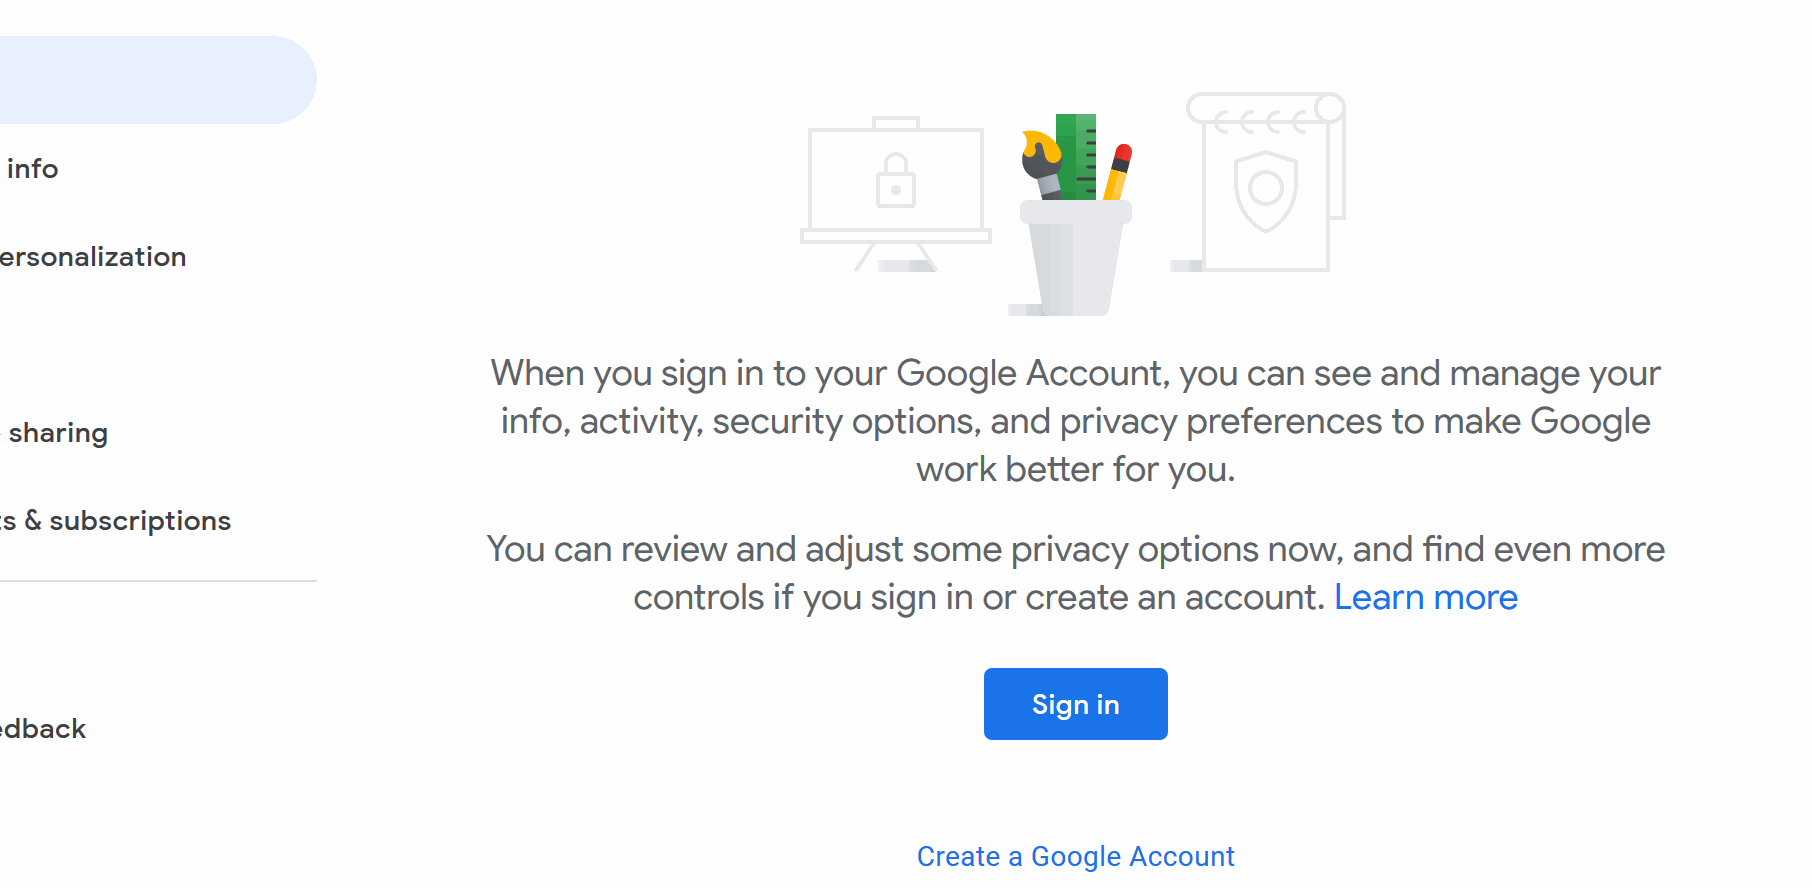 info
ersonalization
sharing
s & subscriptions
edback
When you sign in to your Google Account, you can see and manage your
info, activity, security options, and privacy preferences to make Google
work better for you.
You can review and adjust some privacy options now, and find even more
controls if you sign in or create an account. Learn more
Sign in
Create a Google Account